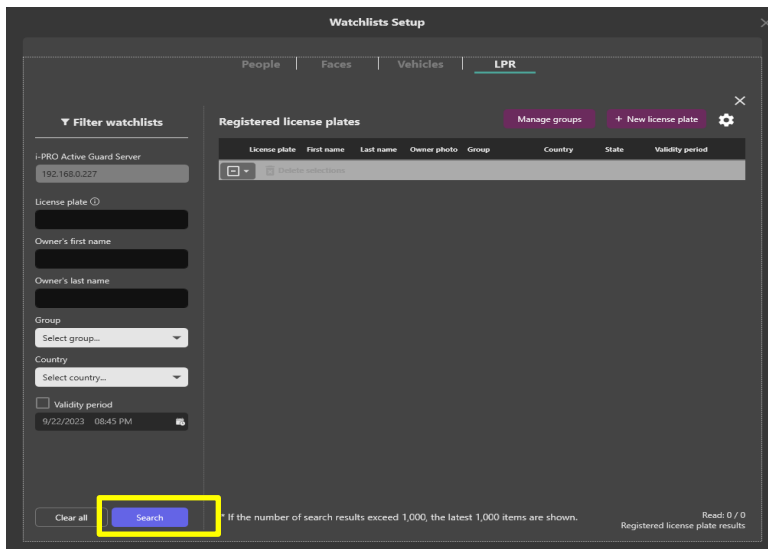 Watchlists Setup
People Faces Vehicles LPR
Filter watchlists
Registered license plates
Manage groups
+ New license plate
License plate First name Last name Owner photo Group Country State Validity period
Delete selections
i-PRO Active Guard Server
192.168.0.227
License plate
Owner's first name
Owner's last name
Group
Select group...
Country
Select country...
Validity period
9/22/2023 08:45 PM
Clear all
Search
* If the number of search results exceed 1,000, the latest 1,000 items are shown.
Read: 0 / 0
Registered license plate results